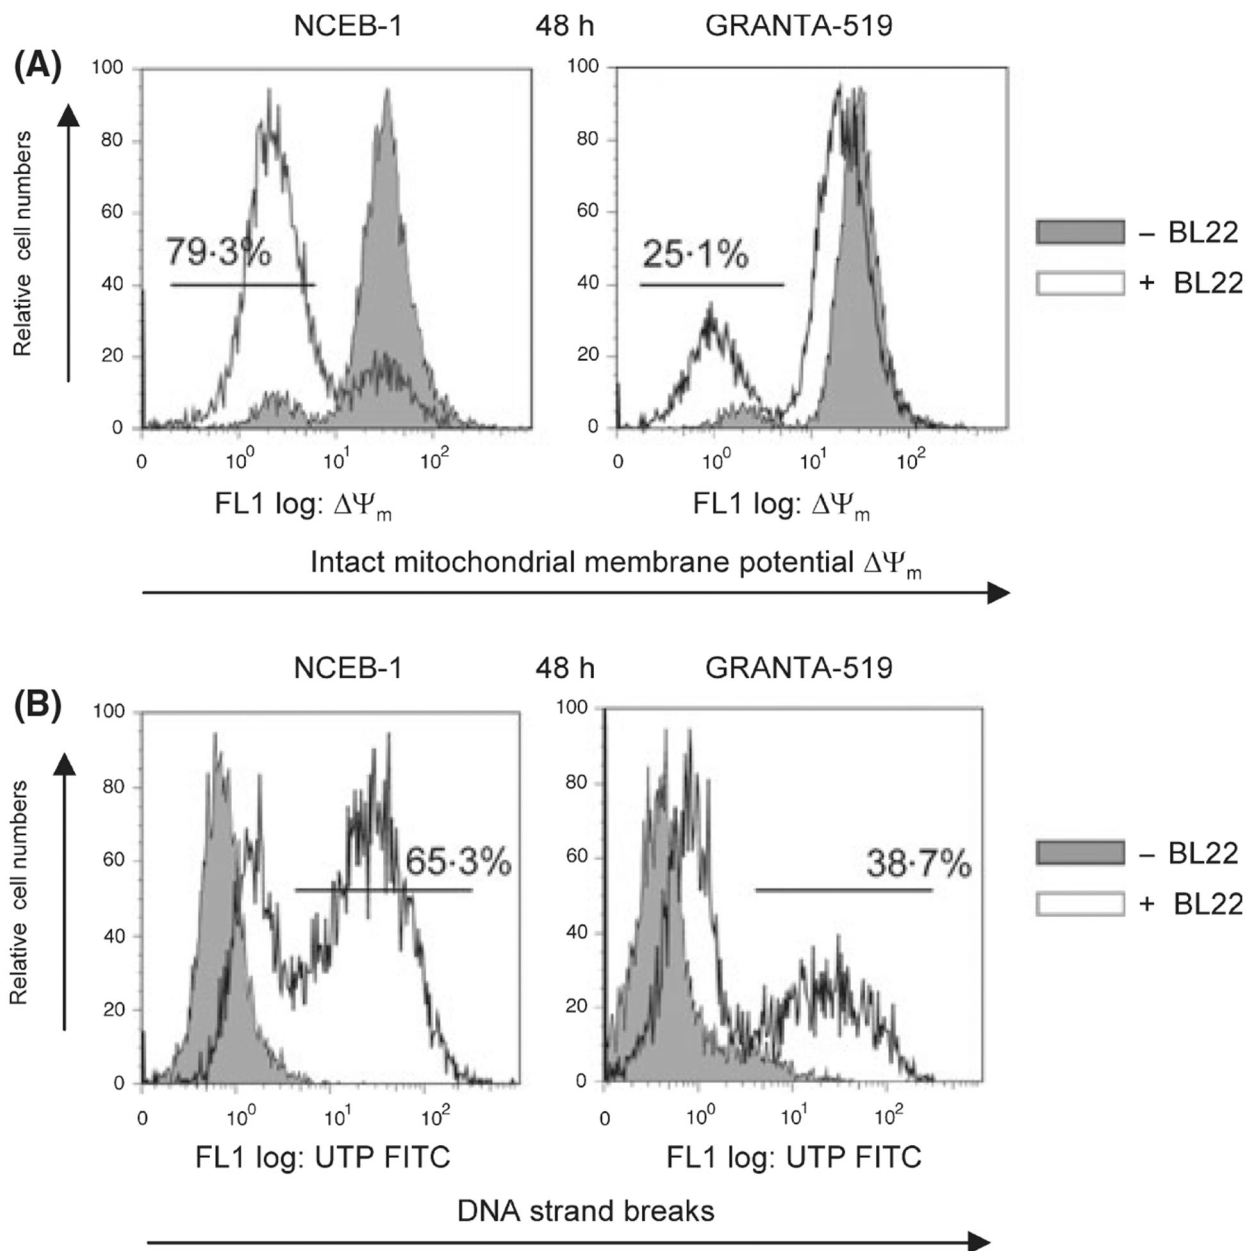 NCEB-1 48 h GRANTA-519
(A)
Relative cell numbers
100
80
60
40
20
0
79·3%
0 10⁰ 10¹ 10²
FL1 log: ΔΨm
100
80
60
40
20
0
25·1%
0 10⁰ 10¹ 10²
FL1 log: ΔΨm
– BL22
+ BL22
Intact mitochondrial membrane potential ΔΨm
NCEB-1 48 h GRANTA-519
(B)
Relative cell numbers
100
80
60
40
20
0
65·3%
0 10⁰ 10¹ 10²
FL1 log: UTP FITC
100
80
60
40
20
0
38·7%
0 10⁰ 10¹ 10²
FL1 log: UTP FITC
– BL22
+ BL22
DNA strand breaks